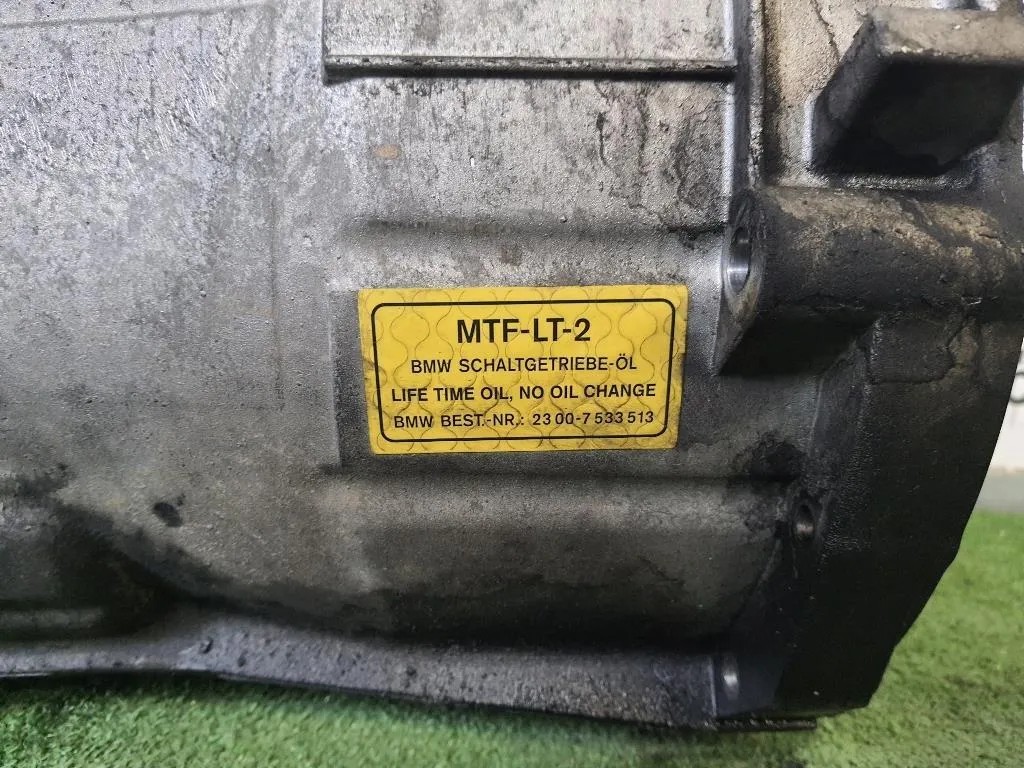 MTF-LT-2
BMW SCHALTGETRIEBE-ÖL
LIFE TIME OIL, NO OIL CHANGE
BMW BEST.-NR.: 23 00-7 533 513